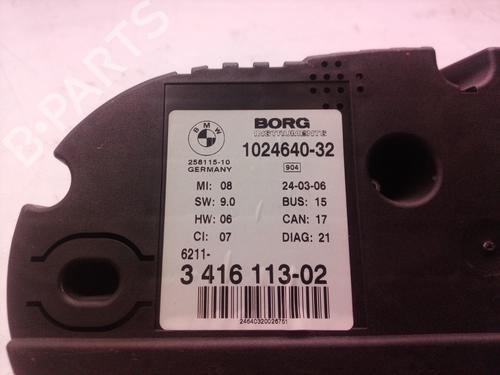 B-PARTS
BMW
BORG
INSTRUMENTS
258115-10
GERMANY
1024640-32
904
MI: 08 24-03-06
SW: 9.0 BUS: 15
HW: 06 CAN: 17
CI: 07 DIAG: 21
6211-
3 416 113-02
24640320026751